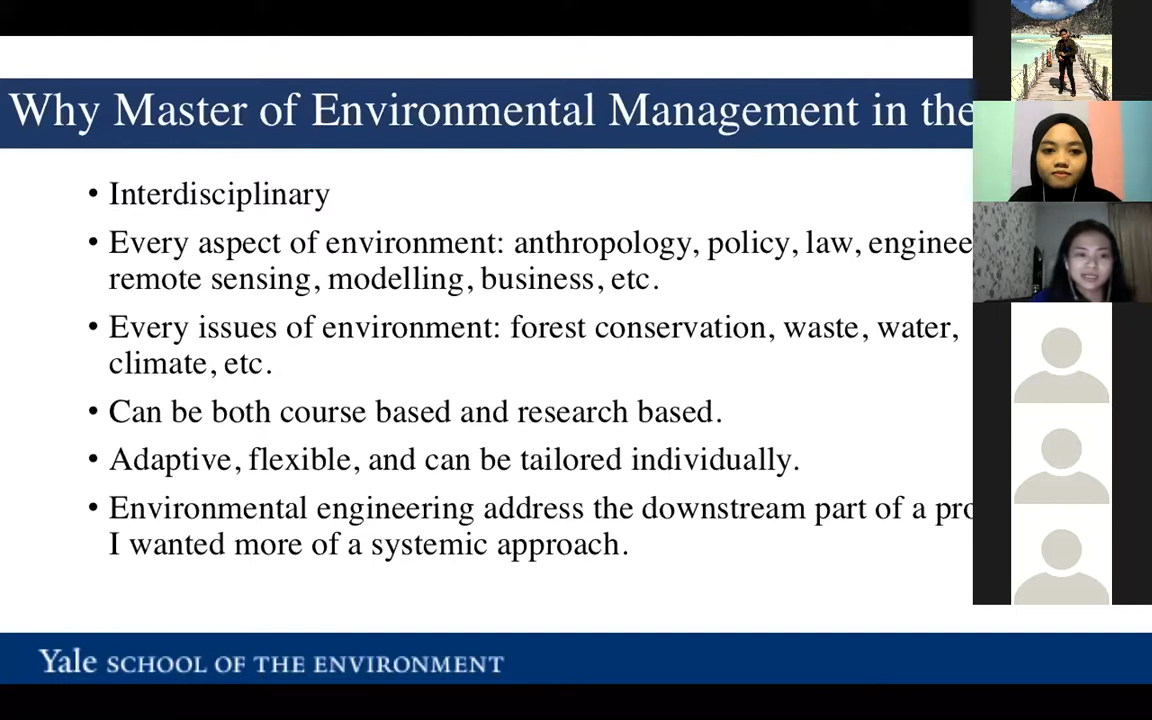 Why Master of Environmental Management in the
• Interdisciplinary
• Every aspect of environment: anthropology, policy, law, enginee
remote sensing, modelling, business, etc.
• Every issues of environment: forest conservation, waste, water,
climate, etc.
• Can be both course based and research based.
• Adaptive, flexible, and can be tailored individually.
• Environmental engineering address the downstream part of a pro
I wanted more of a systemic approach.
Yale SCHOOL OF THE ENVIRONMENT